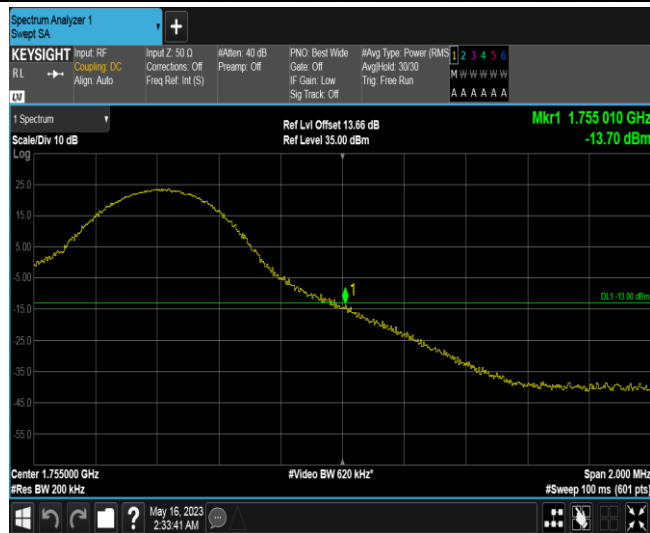 Spectrum Analyzer 1
Swept SA
+
KEYSIGHT
RL
LXI
Input: RF
Coupling: DC
Align: Auto
Input Z: 50 Ω
Corrections: Off
Freq Ref: Int (S)
#Atten: 40 dB
Preamp: Off
PNO: Best Wide
Gate: Off
IF Gain: Low
Sig Track: Off
#Avg Type: Power (RMS
Avg|Hold: 30/30
Trig: Free Run
1 2 3 4 5 6
M W W W W W
A A A A A A
1 Spectrum
Scale/Div 10 dB
Ref Lvl Offset 13.66 dB
Ref Level 35.00 dBm
Mkr1 1.755 010 GHz
-13.70 dBm
Log
25.0
15.0
5.00
-5.00
-15.0
-25.0
-35.0
-45.0
-55.0
1
DL1 -13.00 dBm
Center 1.755000 GHz
#Res BW 200 kHz
#Video BW 620 kHz*
Span 2.000 MHz
#Sweep 100 ms (601 pts)
?
May 16, 2023
2:33:41 AM